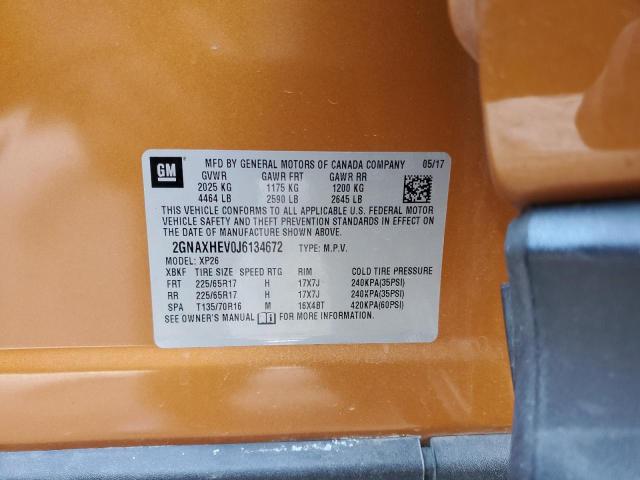 GM
MFD BY GENERAL MOTORS OF CANADA COMPANY 05/17
GVWR GAWR FRT GAWR RR
2025 KG 1175 KG 1200 KG
4464 LB 2590 LB 2645 LB
THIS VEHICLE CONFORMS TO ALL APPLICABLE U.S. FEDERAL MOTOR
VEHICLE SAFETY AND THEFT PREVENTION STANDARDS IN EFFECT ON
THE DATE OF MANUFACTURE SHOWN ABOVE.
2GNAXHEV0J6134672 TYPE: M.P.V.
MODEL: XP26
XBKF TIRE SIZE SPEED RTG RIM COLD TIRE PRESSURE
FRT 225/65R17 H 17X7J 240KPA(35PSI)
RR 225/65R17 H 17X7J 240KPA(35PSI)
SPA T135/70R16 M 16X4BT 420KPA(60PSI)
SEE OWNER'S MANUAL FOR MORE INFORMATION.